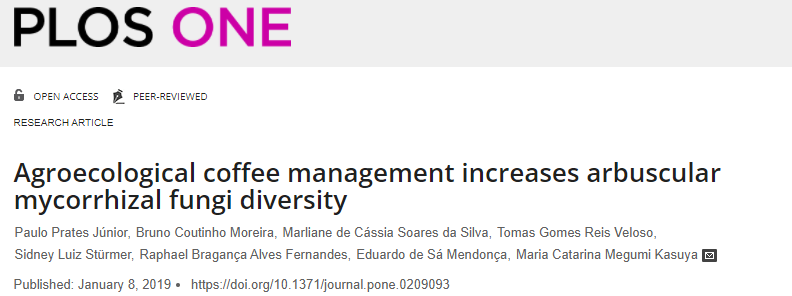 PLOS ONE
OPEN ACCESS PEER-REVIEWED
RESEARCH ARTICLE
Agroecological coffee management increases arbuscular
mycorrhizal fungi diversity
Paulo Prates Júnior, Bruno Coutinho Moreira, Marliane de Cássia Soares da Silva, Tomas Gomes Reis Veloso,
Sidney Luiz Stürmer, Raphael Bragança Alves Fernandes, Eduardo de Sá Mendonça, Maria Catarina Megumi Kasuya
Published: January 8, 2019 • https://doi.org/10.1371/journal.pone.0209093